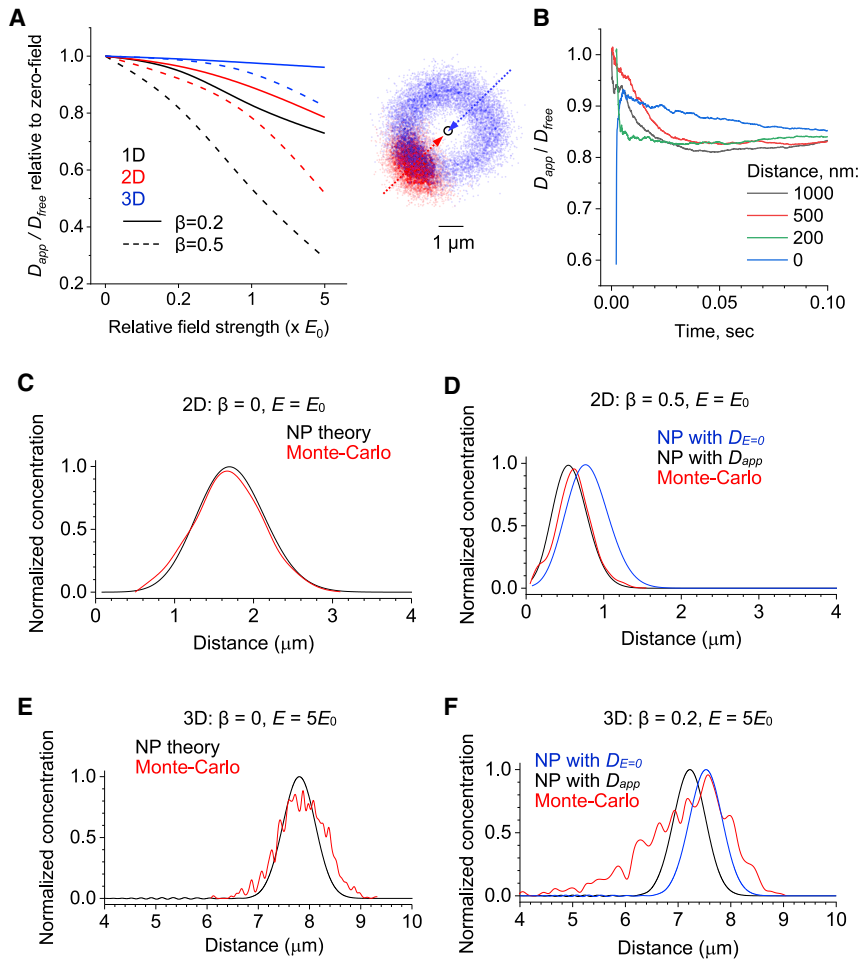 A
D_app / D_free relative to zero-field
1.0
0.8
0.6
0.4
0.2
1D
2D
3D
β=0.2
β=0.5
0
0.2
1
5
Relative field strength (x E₀)
1 μm
B
D_app / D_free
1.0
0.9
0.8
0.7
0.6
Distance, nm:
1000
500
200
0
0.00
0.05
0.10
Time, sec
C
2D: β = 0, E = E₀
NP theory
Monte-Carlo
Normalized concentration
1.0
0.5
0.0
0
1
2
3
4
Distance (μm)
D
2D: β = 0.5, E = E₀
NP with D_E=0
NP with D_app
Monte-Carlo
Normalized concentration
1.0
0.5
0.0
0
1
2
3
4
Distance (μm)
E
3D: β = 0, E = 5E₀
NP theory
Monte-Carlo
Normalized concentration
1.0
0.5
0.0
4
5
6
7
8
9
10
Distance (μm)
F
3D: β = 0.2, E = 5E₀
NP with D_E=0
NP with D_app
Monte-Carlo
Normalized concentration
1.0
0.5
0.0
4
5
6
7
8
9
10
Distance (μm)